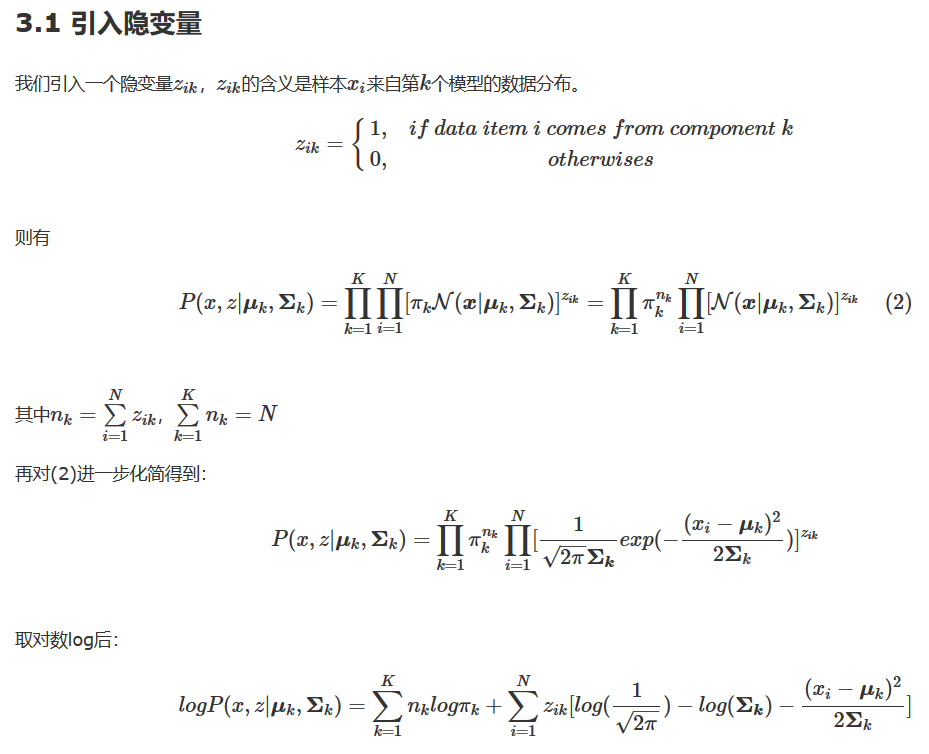 3.1 引入隐变量
我们引入一个隐变量$z_{ik}$，$z_{ik}$的含义是样本$\boldsymbol{x_i}$来自第$\boldsymbol{k}$个模型的数据分布。
$z_{ik} = \begin{cases} 1, & if\ data\ item\ i\ comes\ from\ component\ k \\ 0, & otherwises \end{cases}$
则有
$P(x, z|\boldsymbol{\mu}_k, \boldsymbol{\Sigma}_k) = \prod_{k=1}^{K} \prod_{i=1}^{N} [\pi_k \mathcal{N}(\boldsymbol{x}|\boldsymbol{\mu}_k, \boldsymbol{\Sigma}_k)]^{z_{ik}} = \prod_{k=1}^{K} \pi_k^{n_k} \prod_{i=1}^{N} [\mathcal{N}(\boldsymbol{x}|\boldsymbol{\mu}_k, \boldsymbol{\Sigma}_k)]^{z_{ik}} \quad (2)$
其中$n_k = \sum_{i=1}^{N} z_{ik}$，$\sum_{k=1}^{K} n_k = N$
再对(2)进一步化简得到：
$P(x, z|\boldsymbol{\mu}_k, \boldsymbol{\Sigma}_k) = \prod_{k=1}^{K} \pi_k^{n_k} \prod_{i=1}^{N} [\frac{1}{\sqrt{2\pi}\boldsymbol{\Sigma_k}} exp(-\frac{(x_i - \boldsymbol{\mu}_k)^2}{2\boldsymbol{\Sigma}_k})]^{z_{ik}}$
取对数log后：
$logP(x, z|\boldsymbol{\mu}_k, \boldsymbol{\Sigma}_k) = \sum_{k=1}^{K} n_k log\pi_k + \sum_{i=1}^{N} z_{ik}[log(\frac{1}{\sqrt{2\pi}}) - log(\boldsymbol{\Sigma_k}) - \frac{(x_i - \boldsymbol{\mu}_k)^2}{2\boldsymbol{\Sigma}_k}]$